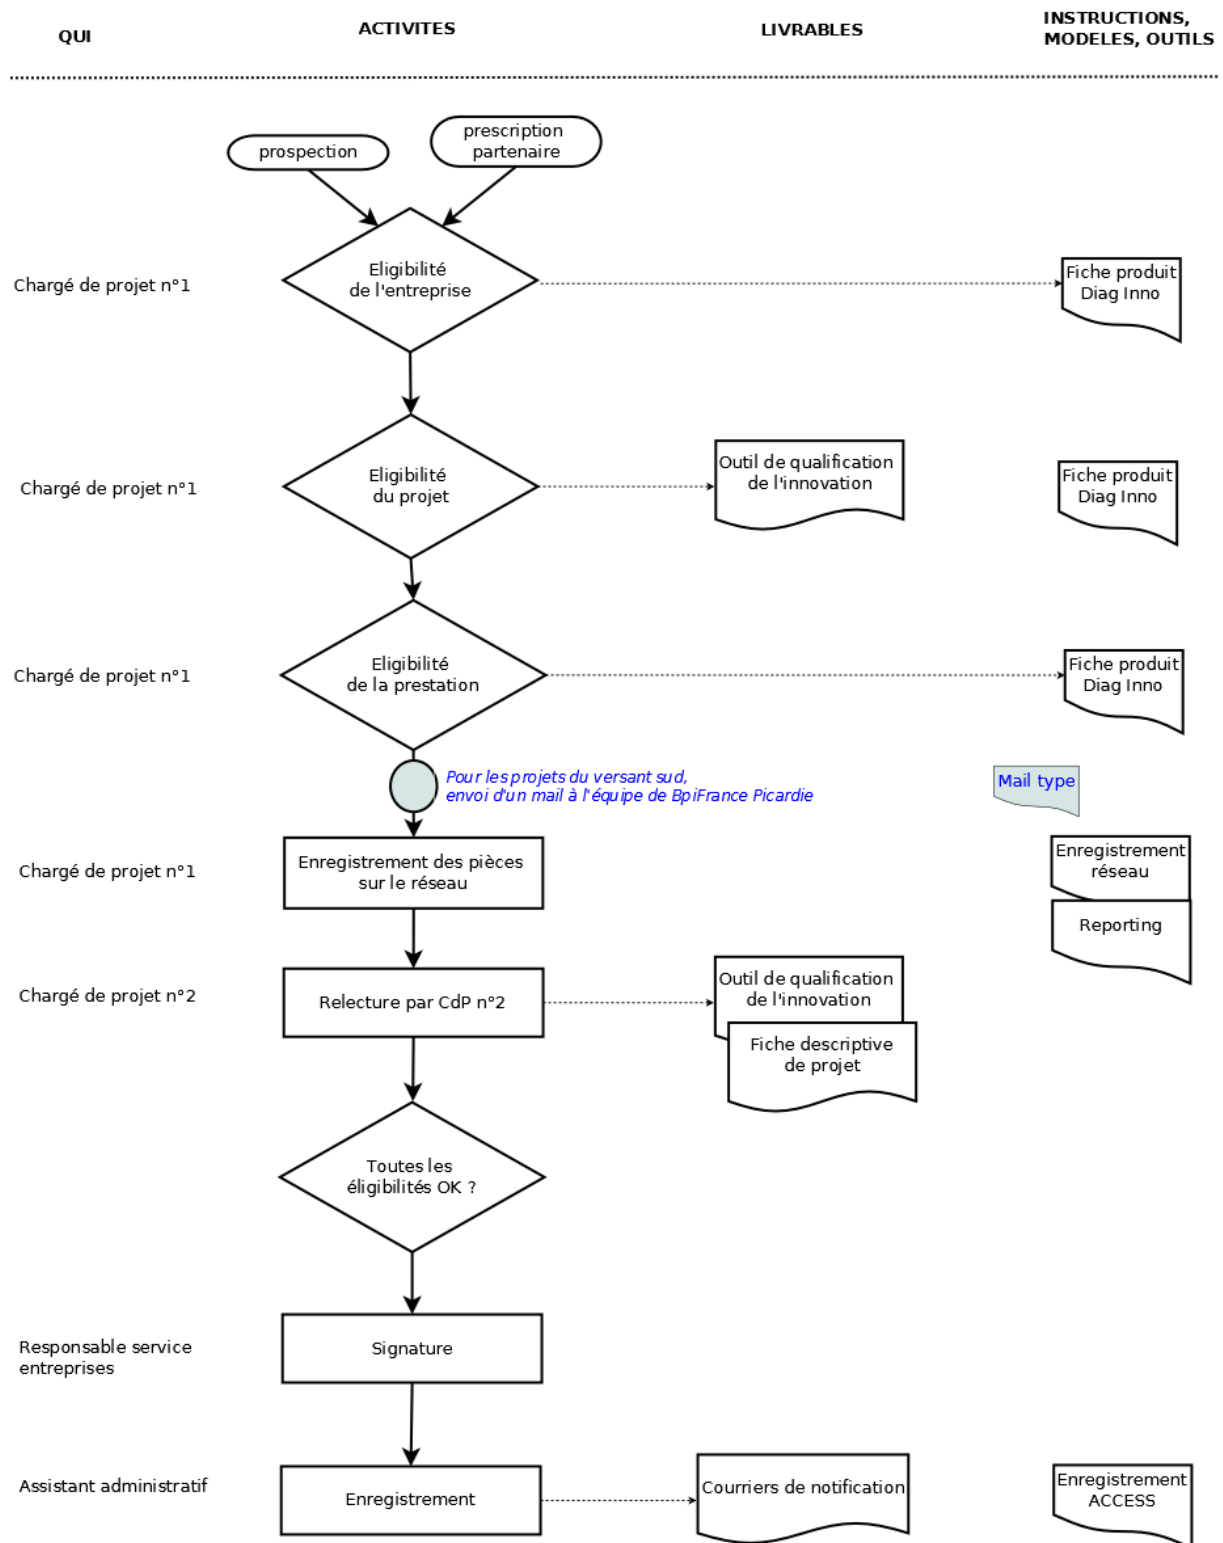 QUI
ACTIVITES
LIVRABLES
INSTRUCTIONS,
MODELES, OUTILS
prospection
prescription
partenaire
Chargé de projet n°1
Eligibilité
de l'entreprise
Fiche produit
Diag Inno
Chargé de projet n°1
Eligibilité
du projet
Outil de qualification
de l'innovation
Fiche produit
Diag Inno
Chargé de projet n°1
Eligibilité
de la prestation
Fiche produit
Diag Inno
Pour les projets du versant sud,
envoi d'un mail à l'équipe de BpiFrance Picardie
Mail type
Chargé de projet n°1
Enregistrement des pièces
sur le réseau
Enregistrement
réseau
Reporting
Chargé de projet n°2
Relecture par CdP n°2
Outil de qualification
de l'innovation
Fiche descriptive
de projet
Toutes les
éligibilités OK ?
Responsable service
entreprises
Signature
Assistant administratif
Enregistrement
Courriers de notification
Enregistrement
ACCESS